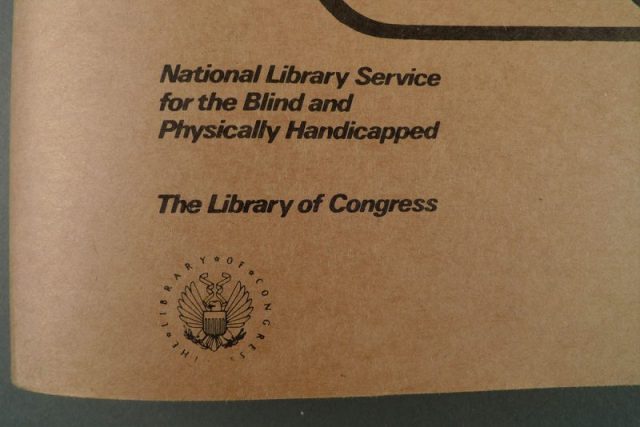 National Library Service
for the Blind and
Physically Handicapped
The Library of Congress
THE ★ LIBRARY ★ OF ★ CONGRESS